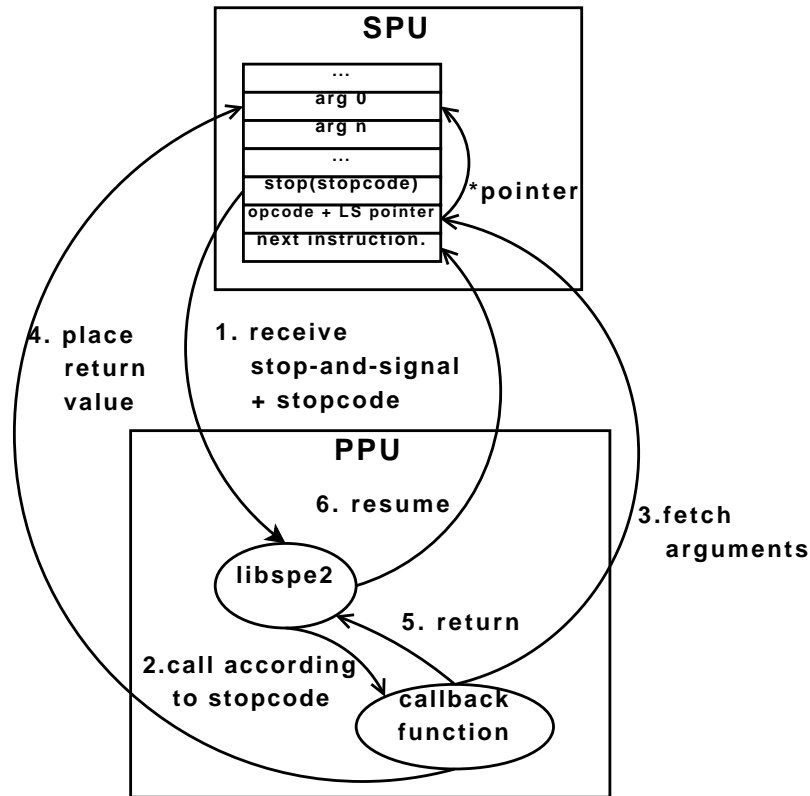 SPU
...
arg 0
arg n
...
stop(stopcode)
opcode + LS pointer
next instruction.
*pointer
4. place
return
value
1. receive
stop-and-signal
+ stopcode
PPU
6. resume
3.fetch
arguments
libspe2
5. return
2.call according
to stopcode
callback
function